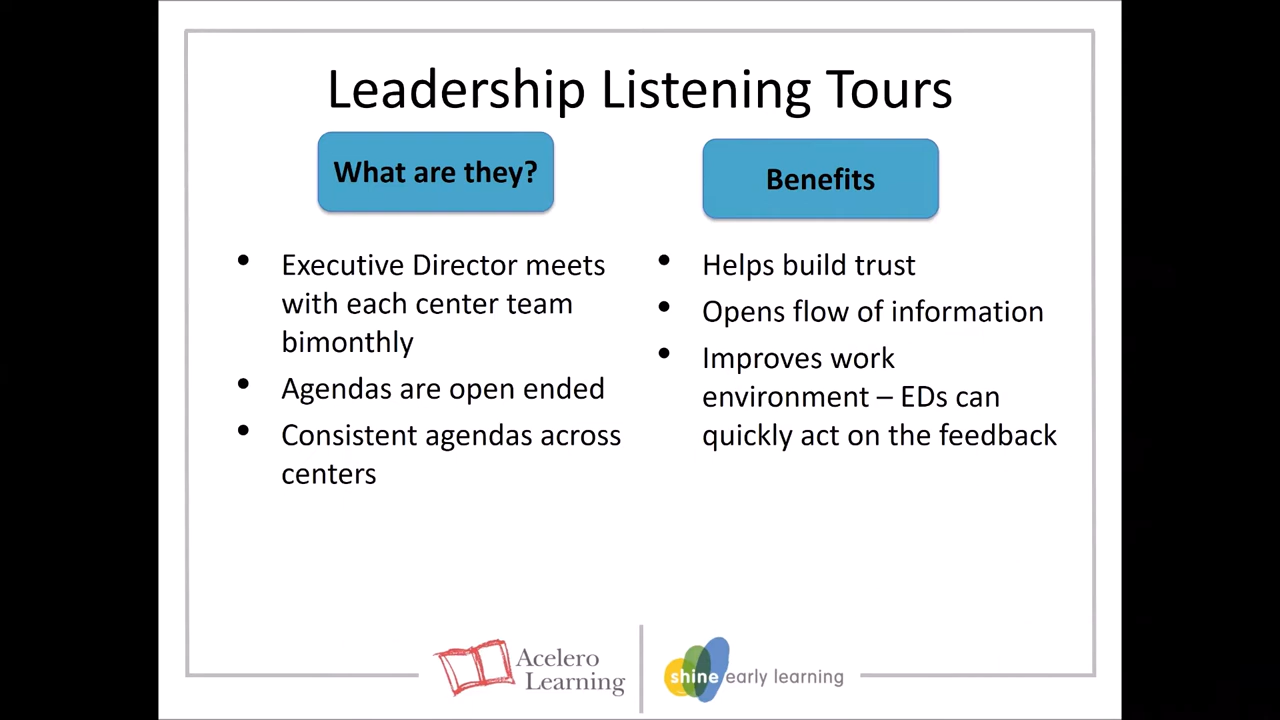 Leadership Listening Tours
What are they?
• Executive Director meets
with each center team
bimonthly
• Agendas are open ended
• Consistent agendas across
centers
Benefits
• Helps build trust
• Opens flow of information
• Improves work
environment – EDs can
quickly act on the feedback
Acelero
Learning
shine early learning